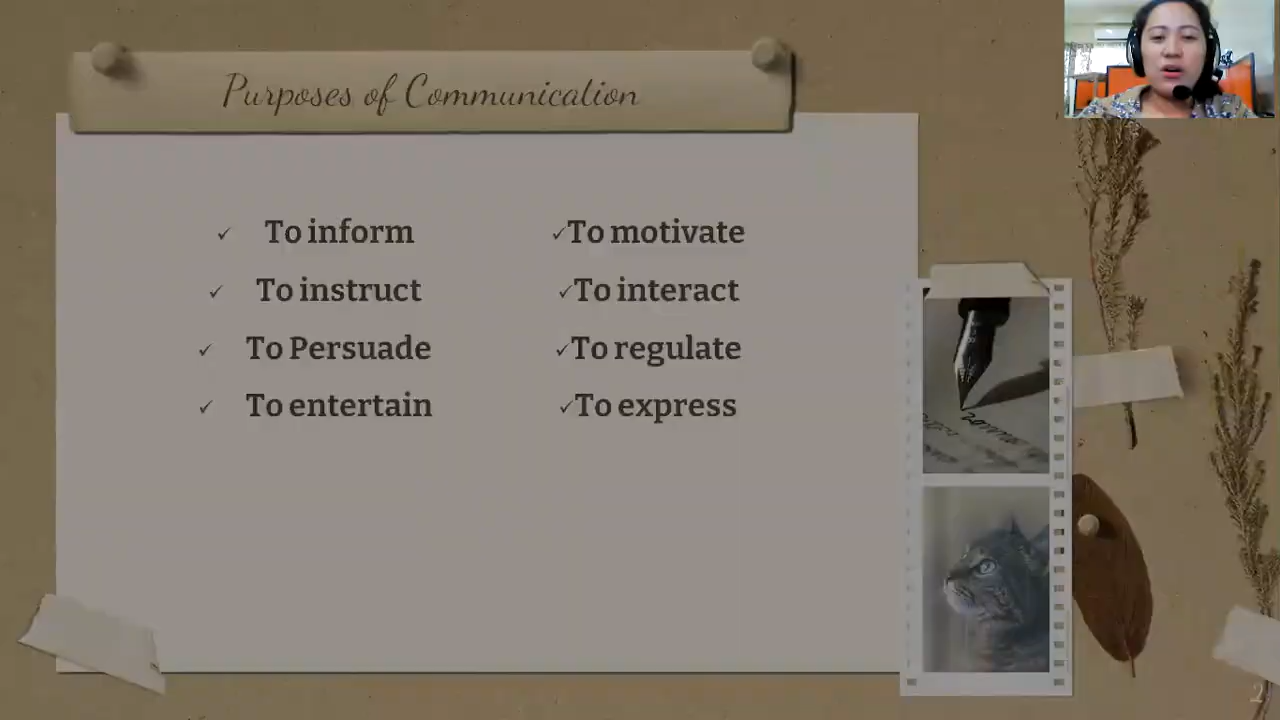 Purposes of Communication
✓ To inform
✓ To instruct
✓ To Persuade
✓ To entertain
✓To motivate
✓To interact
✓To regulate
✓To express
2